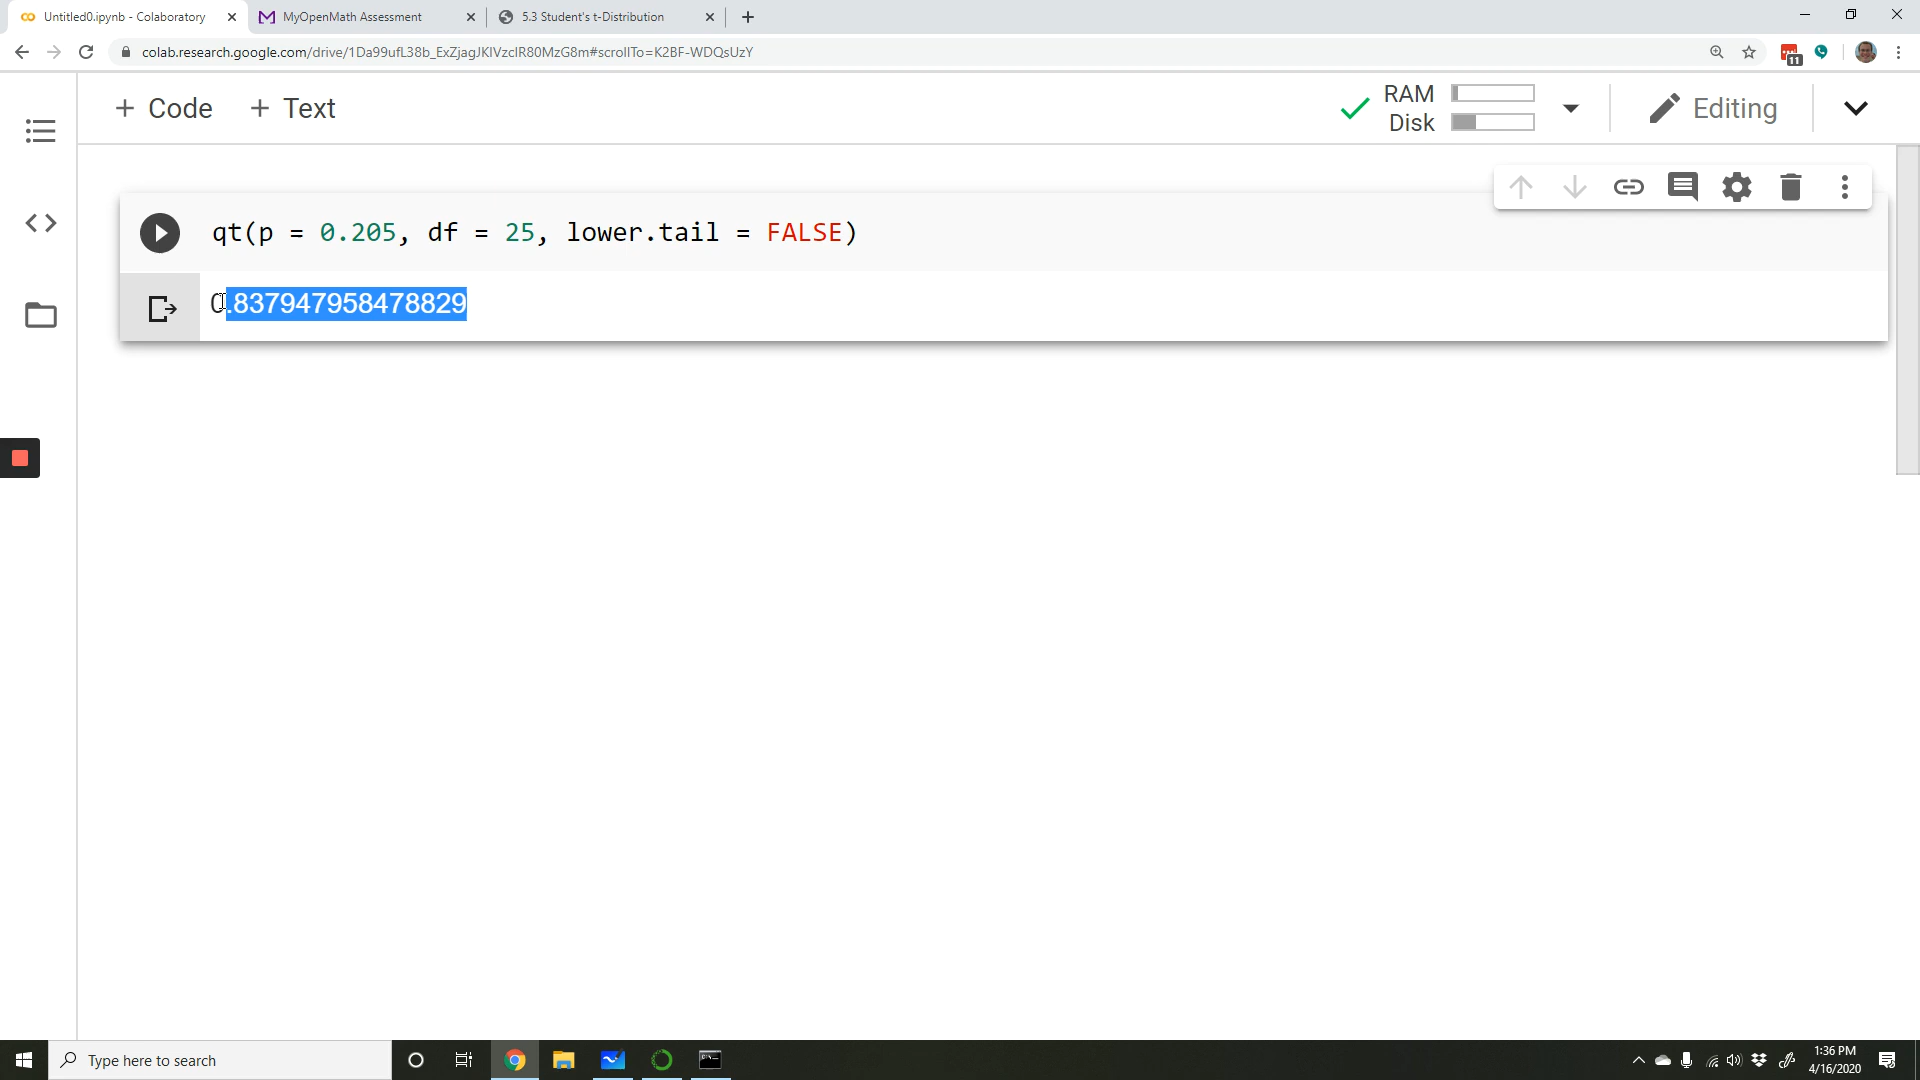 Untitled0.ipynb - Colaboratory
MyOpenMath Assessment
5.3 Student's t-Distribution
colab.research.google.com/drive/1Da99ufL38b_ExZjagJKIVzcIR80MzG8m#scrollTo=K2BF-WDQsUzY
11
+ Code + Text
RAM
Disk
Editing
qt(p = 0.205, df = 25, lower.tail = FALSE)
0.837947958478829
Type here to search
1:36 PM
4/16/2020